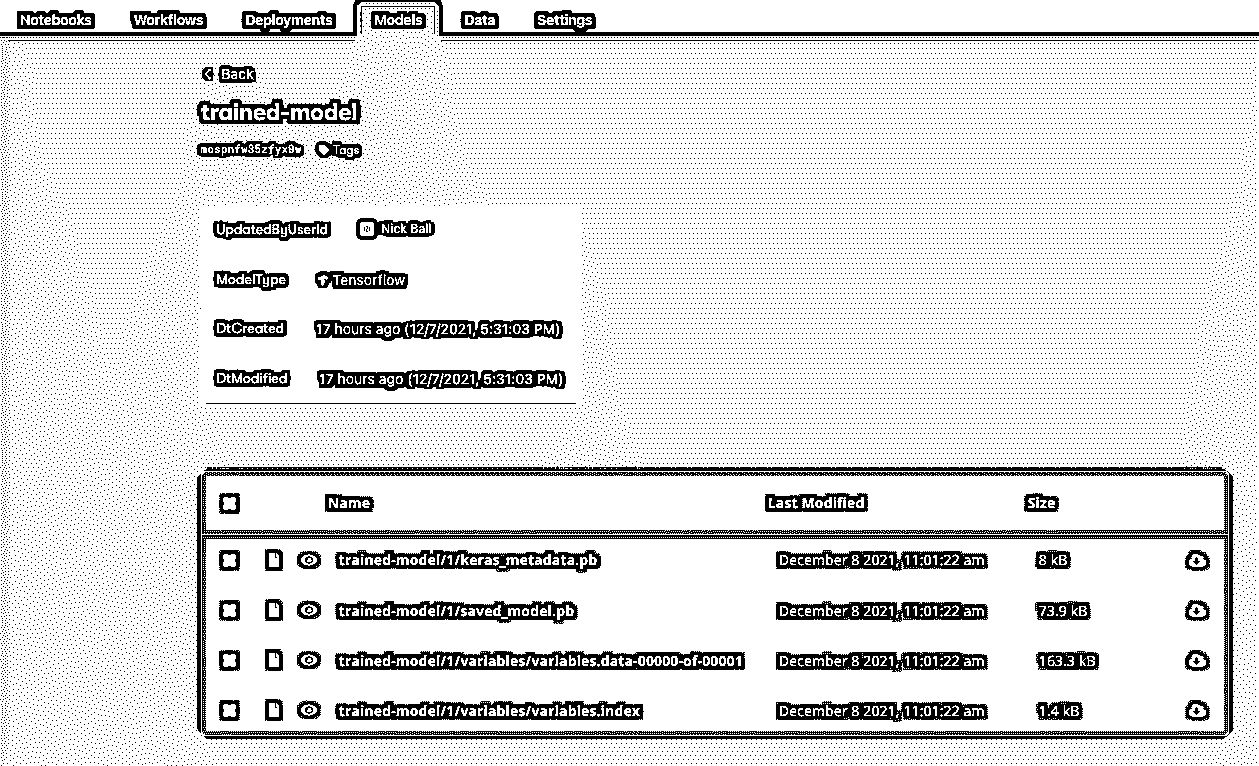 Notebooks Workflows Deployments Models Data Settings
Back
trained-model
mospnfw35zfyx9w Tags
UpdatedByUserId Nick Ball
ModelType Tensorflow
DtCreated 17 hours ago (12/7/2021, 5:31:03 PM)
DtModified 17 hours ago (12/7/2021, 5:31:03 PM)
Name Last Modified Size
trained-model/1/keras_metadata.pb December 8 2021, 11:01:22 am 8 kB
trained-model/1/saved_model.pb December 8 2021, 11:01:22 am 73.9 kB
trained-model/1/variables/variables.data-00000-of-00001 December 8 2021, 11:01:22 am 163.3 kB
trained-model/1/variables/variables.index December 8 2021, 11:01:22 am 1.4 kB